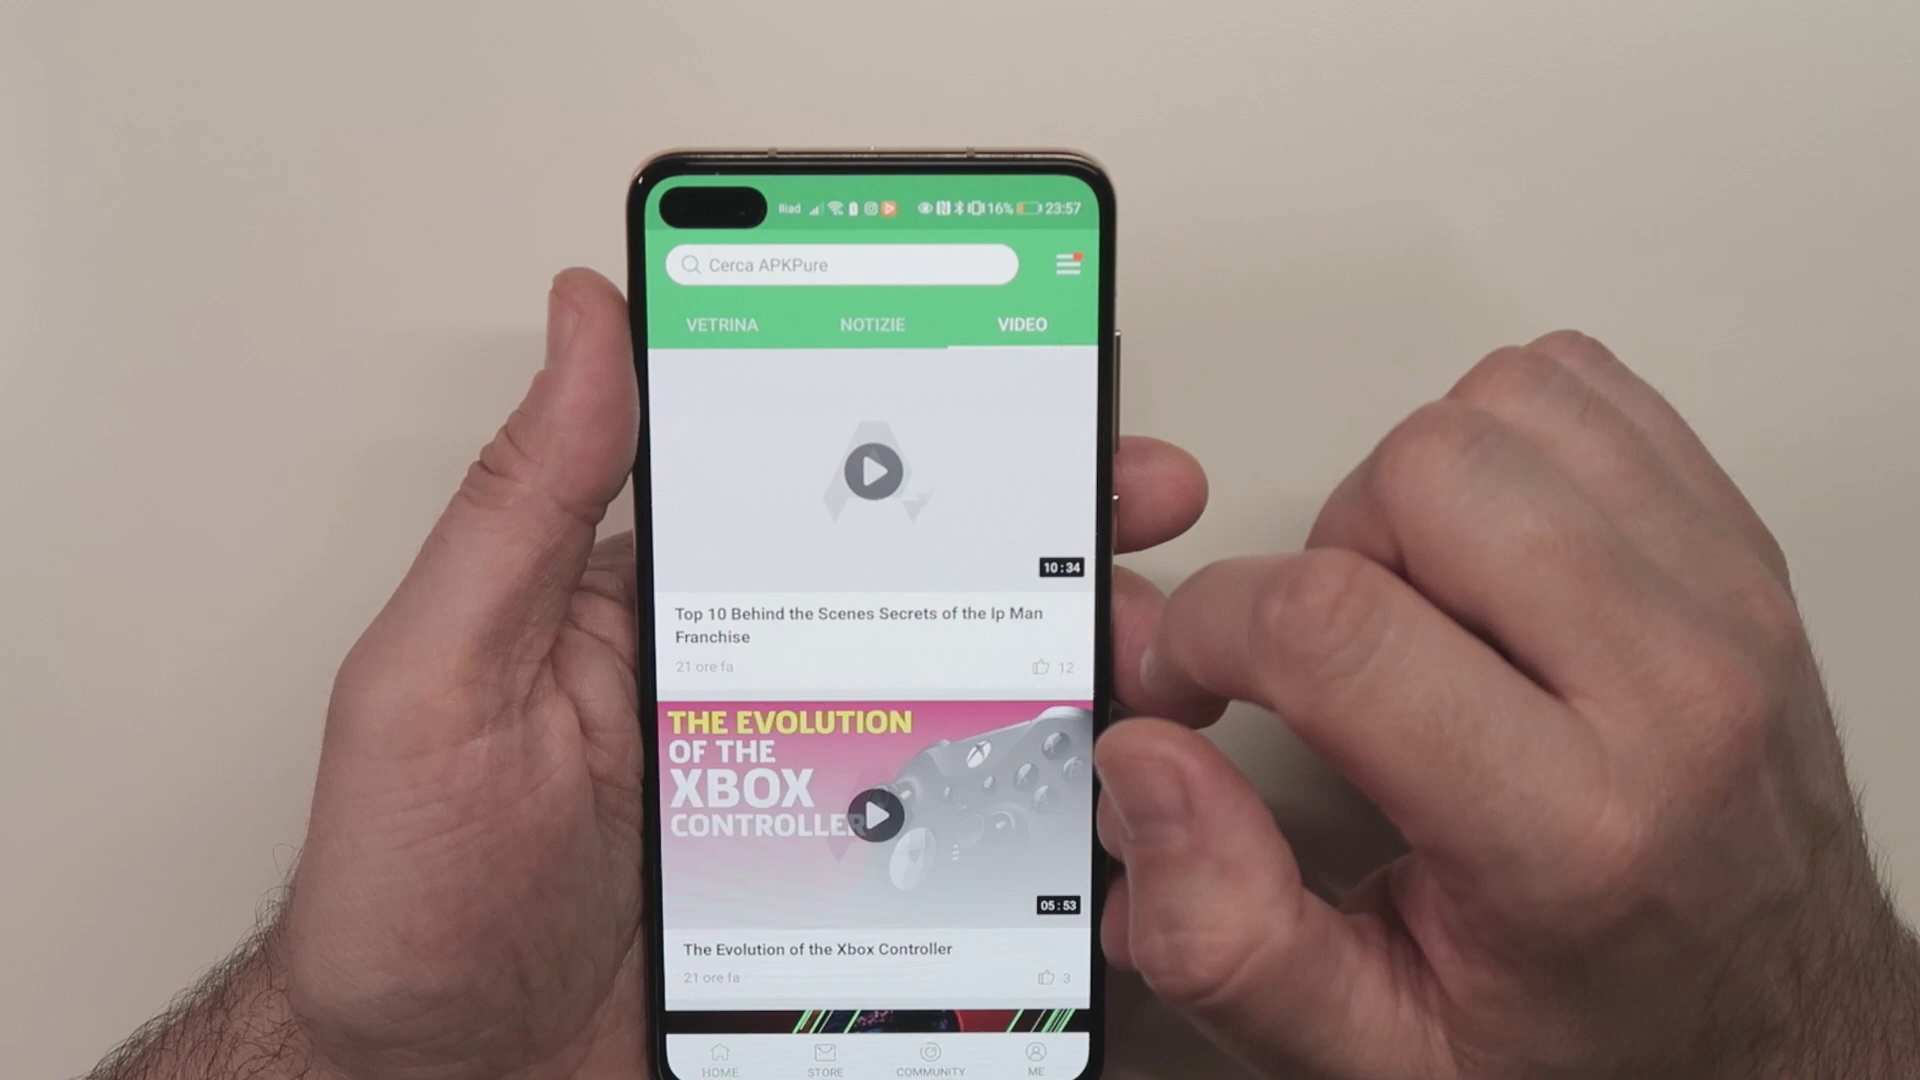 Iliad 16% 23:57
Cerca APKPure
VETRINA NOTIZIE VIDEO
10:34
Top 10 Behind the Scenes Secrets of the Ip Man
Franchise
21 ore fa 12
THE EVOLUTION
OF THE
XBOX
CONTROLLER
05:53
The Evolution of the Xbox Controller
21 ore fa 3
HOME STORE COMMUNITY ME